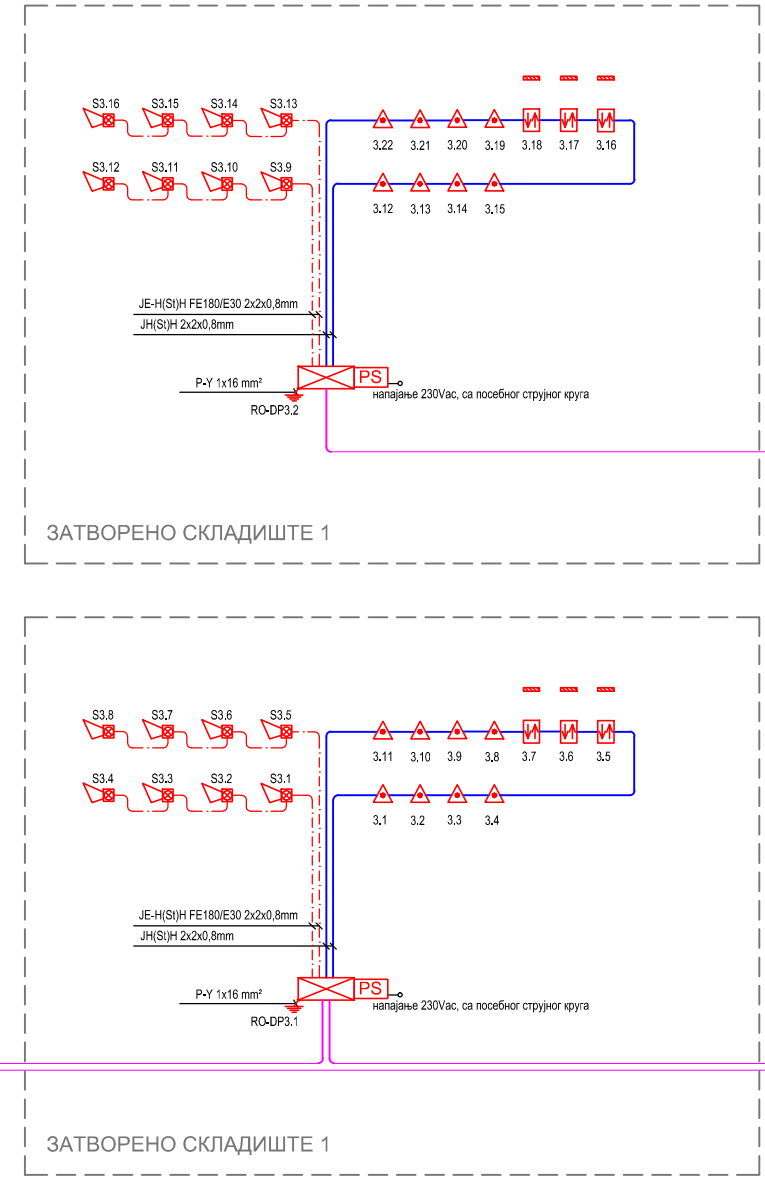 S3.16 S3.15 S3.14 S3.13
3.22 3.21 3.20 3.19 3.18 3.17 3.16
S3.12 S3.11 S3.10 S3.9
3.12 3.13 3.14 3.15
JE-H(St)H FE180/E30 2x2x0,8mm
JH(St)H 2x2x0,8mm
P-Y 1x16 mm²
PS
напајање 230Vac, са посебног струјног круга
RO-DP3.2
ЗАТВОРЕНО СКЛАДИШТЕ 1
S3.8 S3.7 S3.6 S3.5
3.11 3.10 3.9 3.8 3.7 3.6 3.5
S3.4 S3.3 S3.2 S3.1
3.1 3.2 3.3 3.4
JE-H(St)H FE180/E30 2x2x0,8mm
JH(St)H 2x2x0,8mm
P-Y 1x16 mm²
PS
напајање 230Vac, са посебног струјног круга
RO-DP3.1
ЗАТВОРЕНО СКЛАДИШТЕ 1